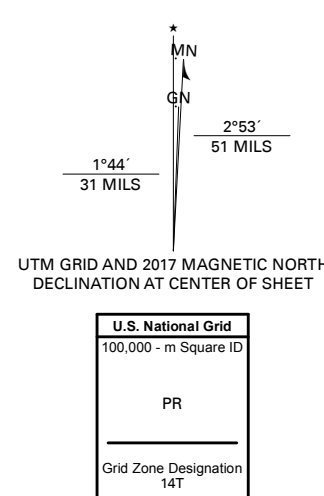 ★
MN
GN
2°53´
51 MILS
1°44´
31 MILS
UTM GRID AND 2017 MAGNETIC NORTH
DECLINATION AT CENTER OF SHEET
U.S. National Grid
100,000 - m Square ID
PR
Grid Zone Designation
14T